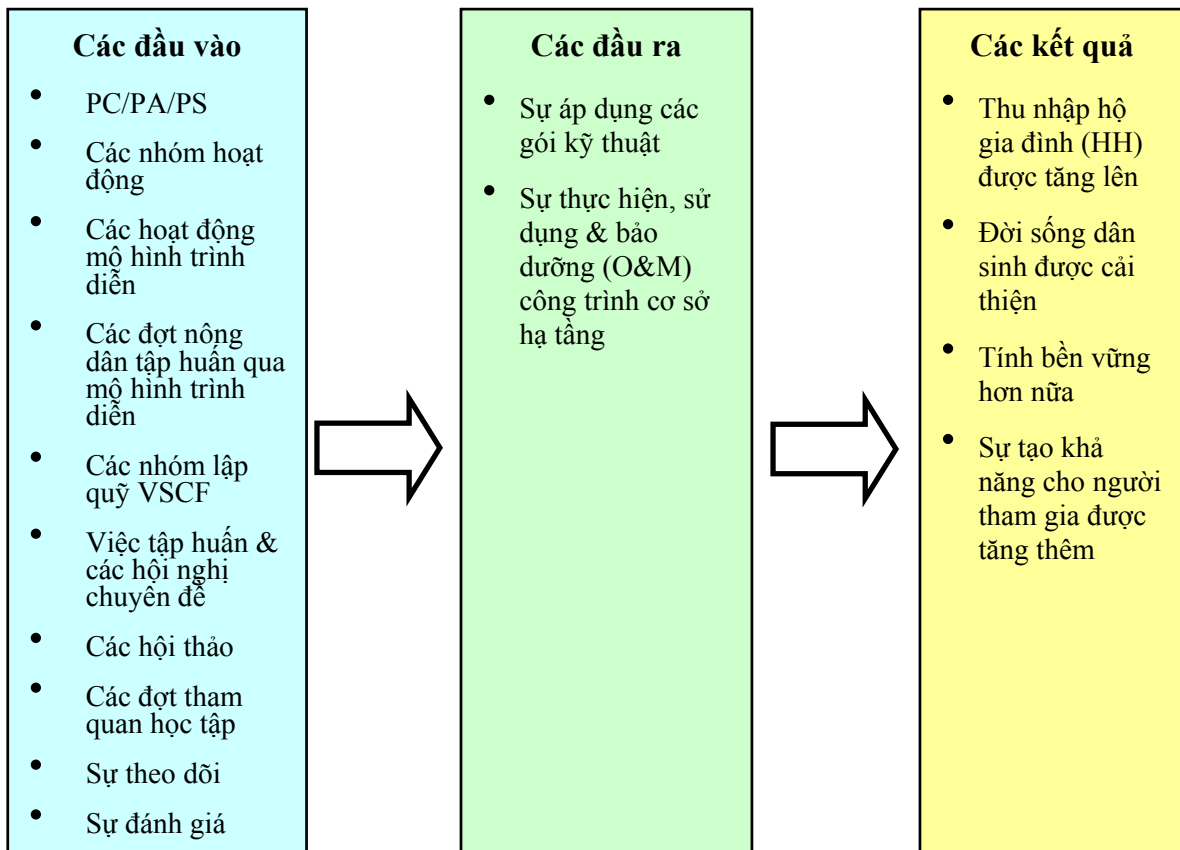 Các đầu vào
PC/PA/PS
Các nhóm hoạt
động
Các hoạt động
mô hình trình
diễn
Các đợt nông
dân tập huấn qua
mô hình trình
diễn
Các nhóm lập
quỹ VSCF
Việc tập huấn &
các hội nghị
chuyên đề
Các hội thảo
Các đợt tham
quan học tập
Sự theo dõi
Sự đánh giá
Các đầu ra
Sự áp dụng các
gói kỹ thuật
Sự thực hiện, sử
dụng & bảo
dưỡng (O&M)
công trình cơ sở
hạ tầng
Các kết quả
Thu nhập hộ
gia đình (HH)
được tăng lên
Đời sống dân
sinh được cải
thiện
Tính bền vững
hơn nữa
Sự tạo khả
năng cho người
tham gia được
tăng thêm